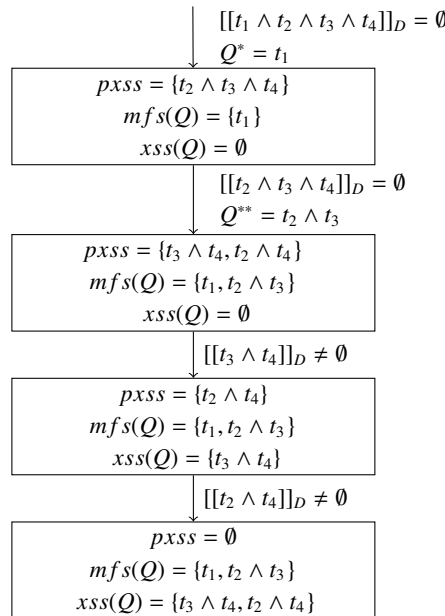 [[t₁ ∧ t₂ ∧ t₃ ∧ t₄]]D = ∅
Q* = t₁
pxss = {t₂ ∧ t₃ ∧ t₄}
mfs(Q) = {t₁}
xss(Q) = ∅
[[t₂ ∧ t₃ ∧ t₄]]D = ∅
Q** = t₂ ∧ t₃
pxss = {t₃ ∧ t₄, t₂ ∧ t₄}
mfs(Q) = {t₁, t₂ ∧ t₃}
xss(Q) = ∅
[[t₃ ∧ t₄]]D ≠ ∅
pxss = {t₂ ∧ t₄}
mfs(Q) = {t₁, t₂ ∧ t₃}
xss(Q) = {t₃ ∧ t₄}
[[t₂ ∧ t₄]]D ≠ ∅
pxss = ∅
mfs(Q) = {t₁, t₂ ∧ t₃}
xss(Q) = {t₃ ∧ t₄, t₂ ∧ t₄}